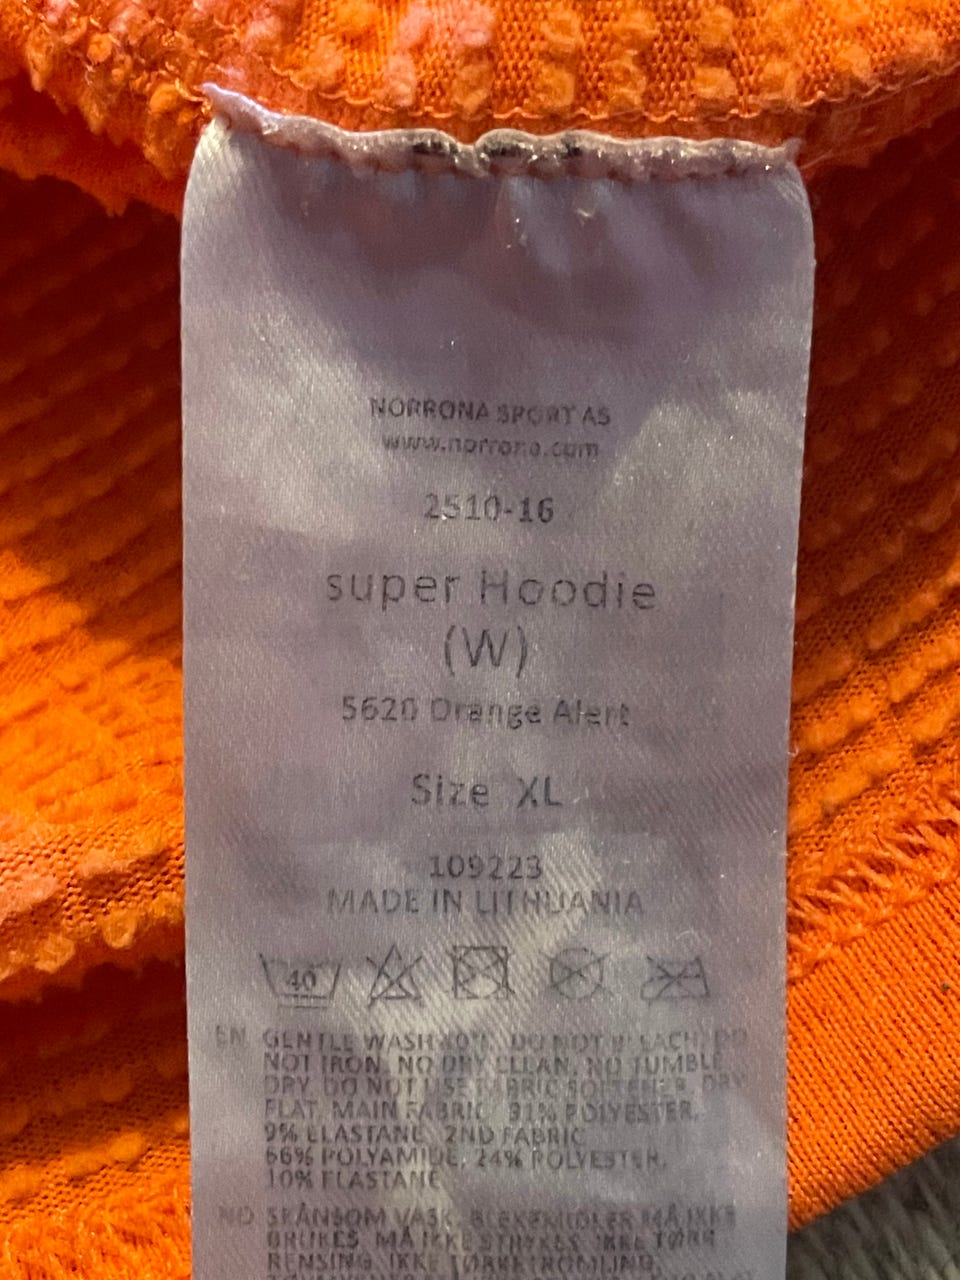 NORRONA SPORT AS
www.norrona.com
2510-16
super Hoodie
(W)
5620 Orange Alert
Size XL
109223
MADE IN LITHUANIA
40
EN GENTLE WASH 40°. DO NOT BLEACH. DO
NOT IRON. NO DRY CLEAN. NO TUMBLE
DRY. DO NOT USE FABRIC SOFTENER. DRY
FLAT. MAIN FABRIC 91% POLYESTER,
9% ELASTANE 2ND FABRIC
66% POLYAMIDE, 24% POLYESTER,
10% ELASTANE
NO SKÅNSOM VASK. BLEKEMIDLER MÅ IKKE
BRUKES. MÅ IKKE STRYKES. IKKE TØRR
RENSING. IKKE TØRKETROMLING.